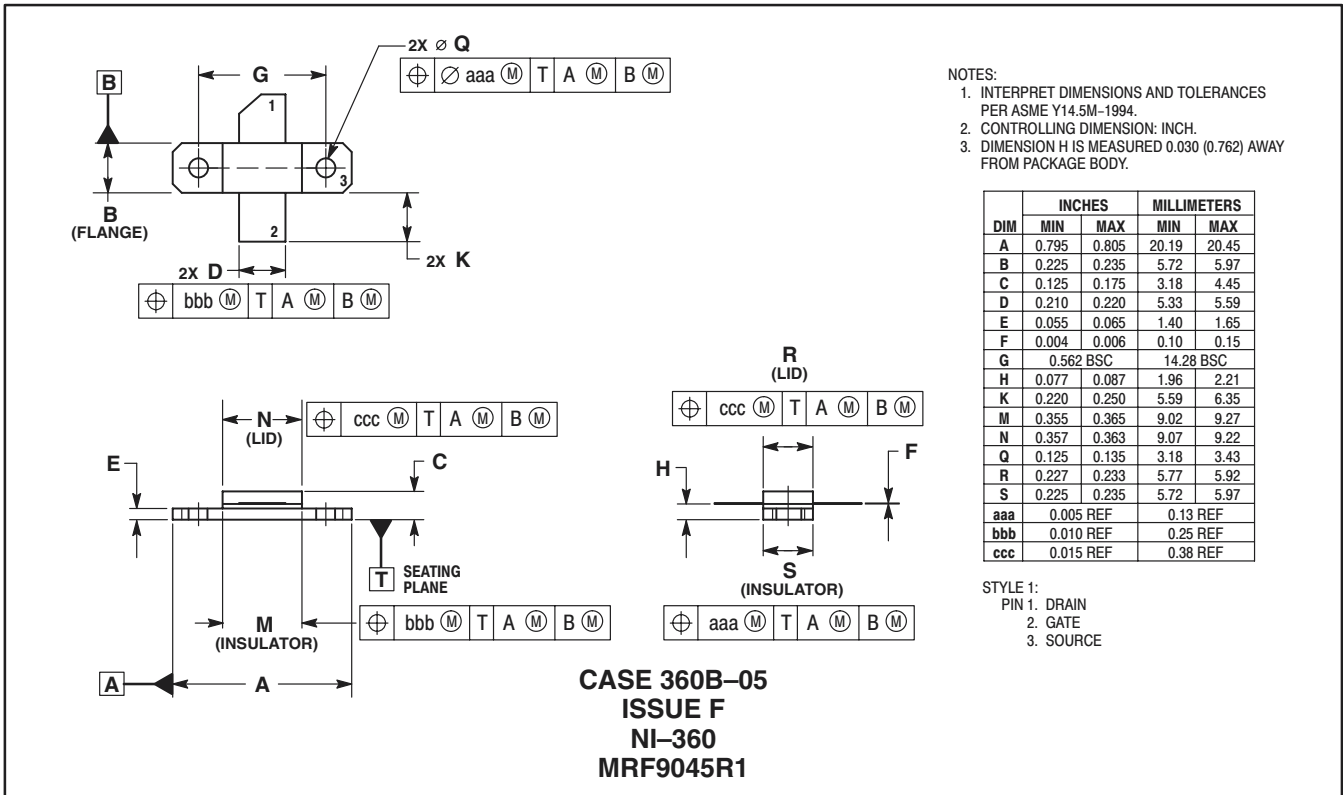 2X ⌀ Q
⌖ ⌀ aaa Ⓜ T A Ⓜ B Ⓜ
G
B
1
3
B
(FLANGE)
2
2X K
2X D
⌖ bbb Ⓜ T A Ⓜ B Ⓜ
N
(LID)
⌖ ccc Ⓜ T A Ⓜ B Ⓜ
E
C
T SEATING
PLANE
M
(INSULATOR)
⌖ bbb Ⓜ T A Ⓜ B Ⓜ
A
A
R
(LID)
⌖ ccc Ⓜ T A Ⓜ B Ⓜ
H
F
S
(INSULATOR)
⌖ aaa Ⓜ T A Ⓜ B Ⓜ
CASE 360B–05
ISSUE F
NI–360
MRF9045R1
NOTES:
1. INTERPRET DIMENSIONS AND TOLERANCES
PER ASME Y14.5M–1994.
2. CONTROLLING DIMENSION: INCH.
3. DIMENSION H IS MEASURED 0.030 (0.762) AWAY
FROM PACKAGE BODY.
INCHES MILLIMETERS
DIM MIN MAX MIN MAX
A 0.795 0.805 20.19 20.45
B 0.225 0.235 5.72 5.97
C 0.125 0.175 3.18 4.45
D 0.210 0.220 5.33 5.59
E 0.055 0.065 1.40 1.65
F 0.004 0.006 0.10 0.15
G 0.562 BSC 14.28 BSC
H 0.077 0.087 1.96 2.21
K 0.220 0.250 5.59 6.35
M 0.355 0.365 9.02 9.27
N 0.357 0.363 9.07 9.22
Q 0.125 0.135 3.18 3.43
R 0.227 0.233 5.77 5.92
S 0.225 0.235 5.72 5.97
aaa 0.005 REF 0.13 REF
bbb 0.010 REF 0.25 REF
ccc 0.015 REF 0.38 REF
STYLE 1:
PIN 1. DRAIN
2. GATE
3. SOURCE